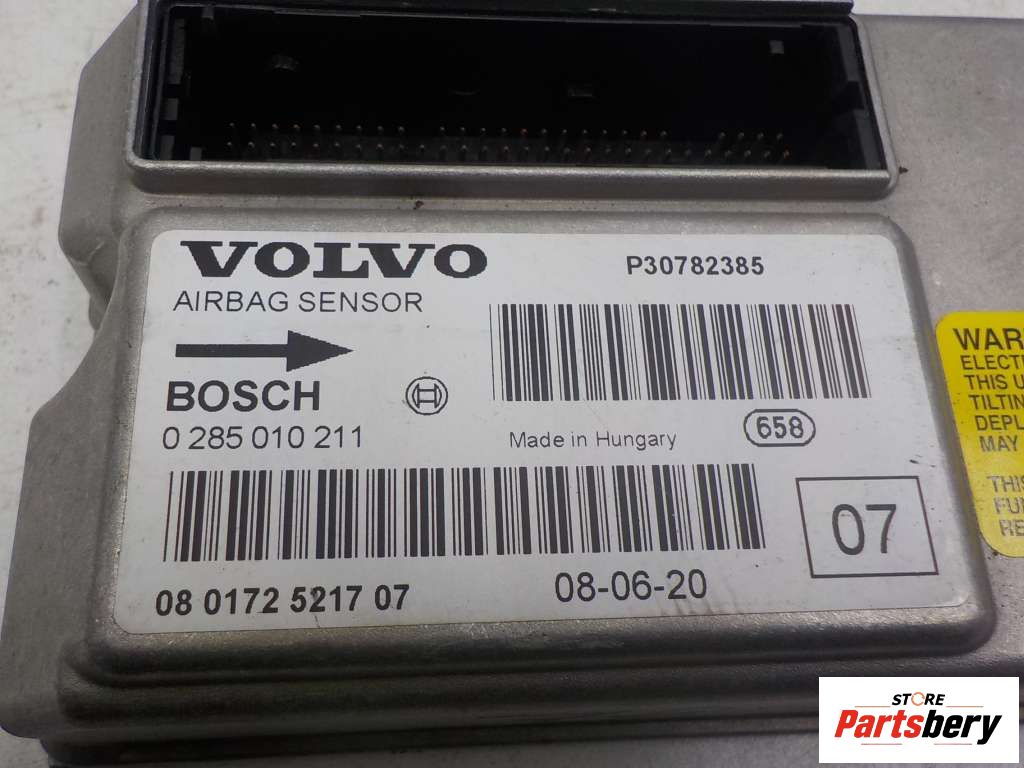 VOLVO
P30782385
AIRBAG SENSOR
BOSCH
0 285 010 211
Made in Hungary
658
07
08 0172 5217 07
08-06-20
ELECT
THIS U
TILTIN
DEPL
MAY
THIS
FU
RE
STORE
Partsbery